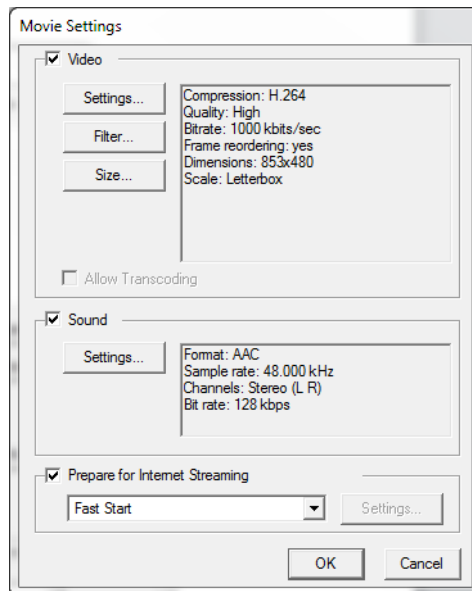 Movie Settings
Video
Settings...
Filter...
Size...
Compression: H.264
Quality: High
Bitrate: 1000 kbits/sec
Frame reordering: yes
Dimensions: 853x480
Scale: Letterbox
Allow Transcoding
Sound
Settings...
Format: AAC
Sample rate: 48.000 kHz
Channels: Stereo (L R)
Bit rate: 128 kbps
Prepare for Internet Streaming
Fast Start
Settings...
OK
Cancel